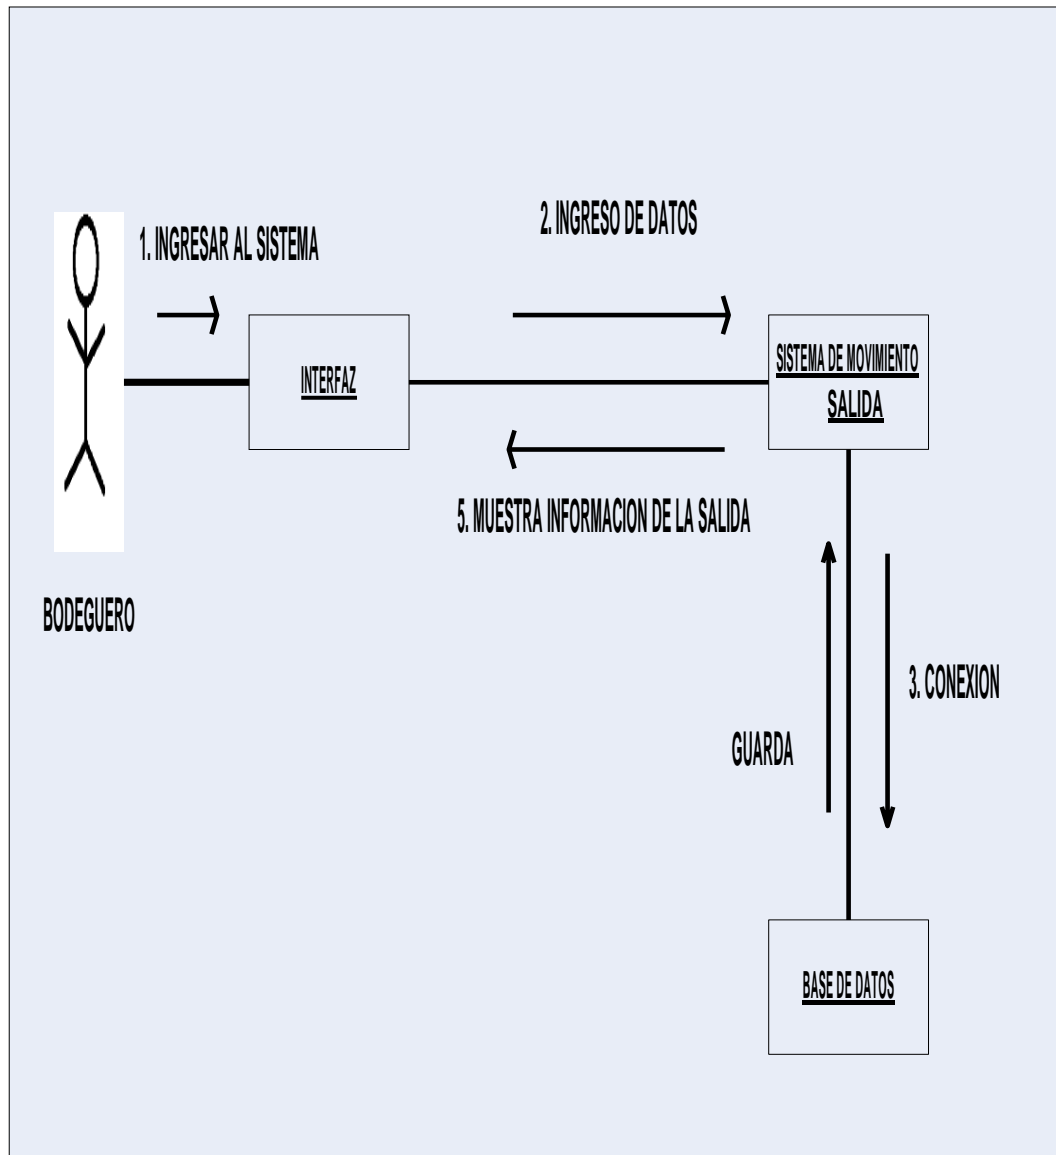 2. INGRESO DE DATOS
1. INGRESAR AL SISTEMA
INTERFAZ
SISTEMA DE MOVIMIENTO
SALIDA
5. MUESTRA INFORMACION DE LA SALIDA
BODEGUERO
3. CONEXION
GUARDA
BASE DE DATOS